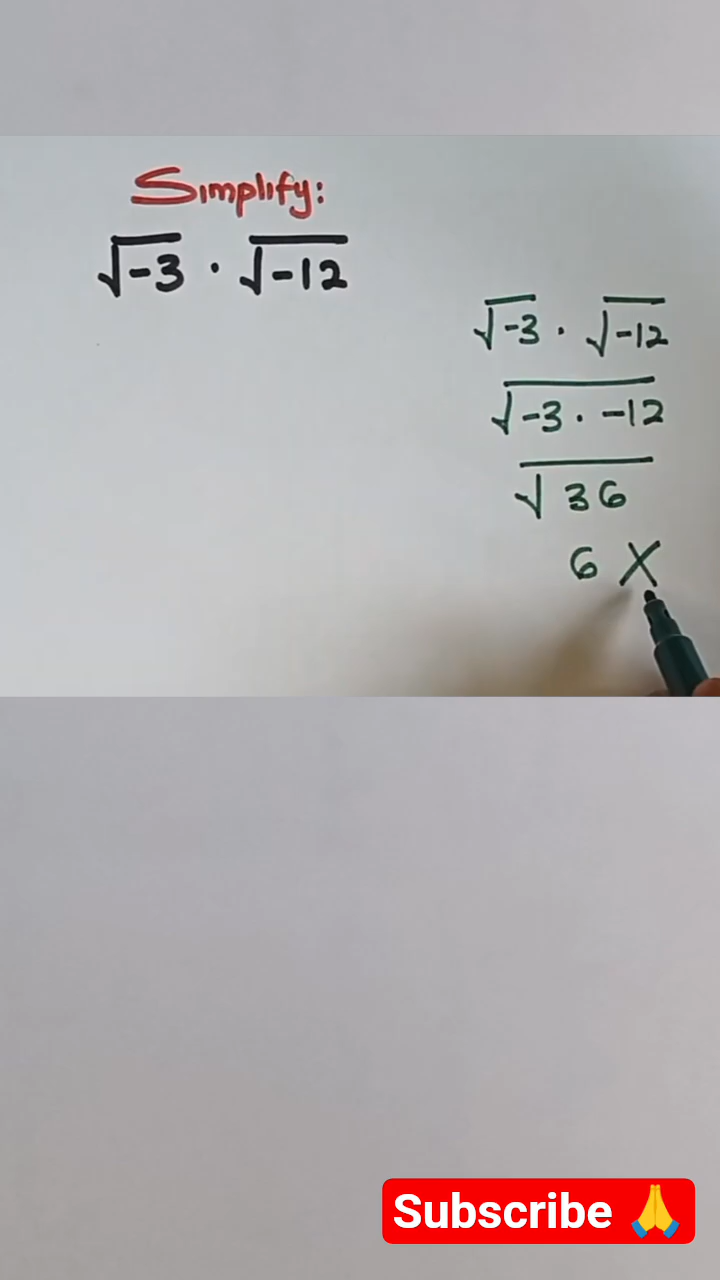 Simplify:
√-3 · √-12
√-3 · √-12
√-3 · -12
√36
6 X
Subscribe 🙏